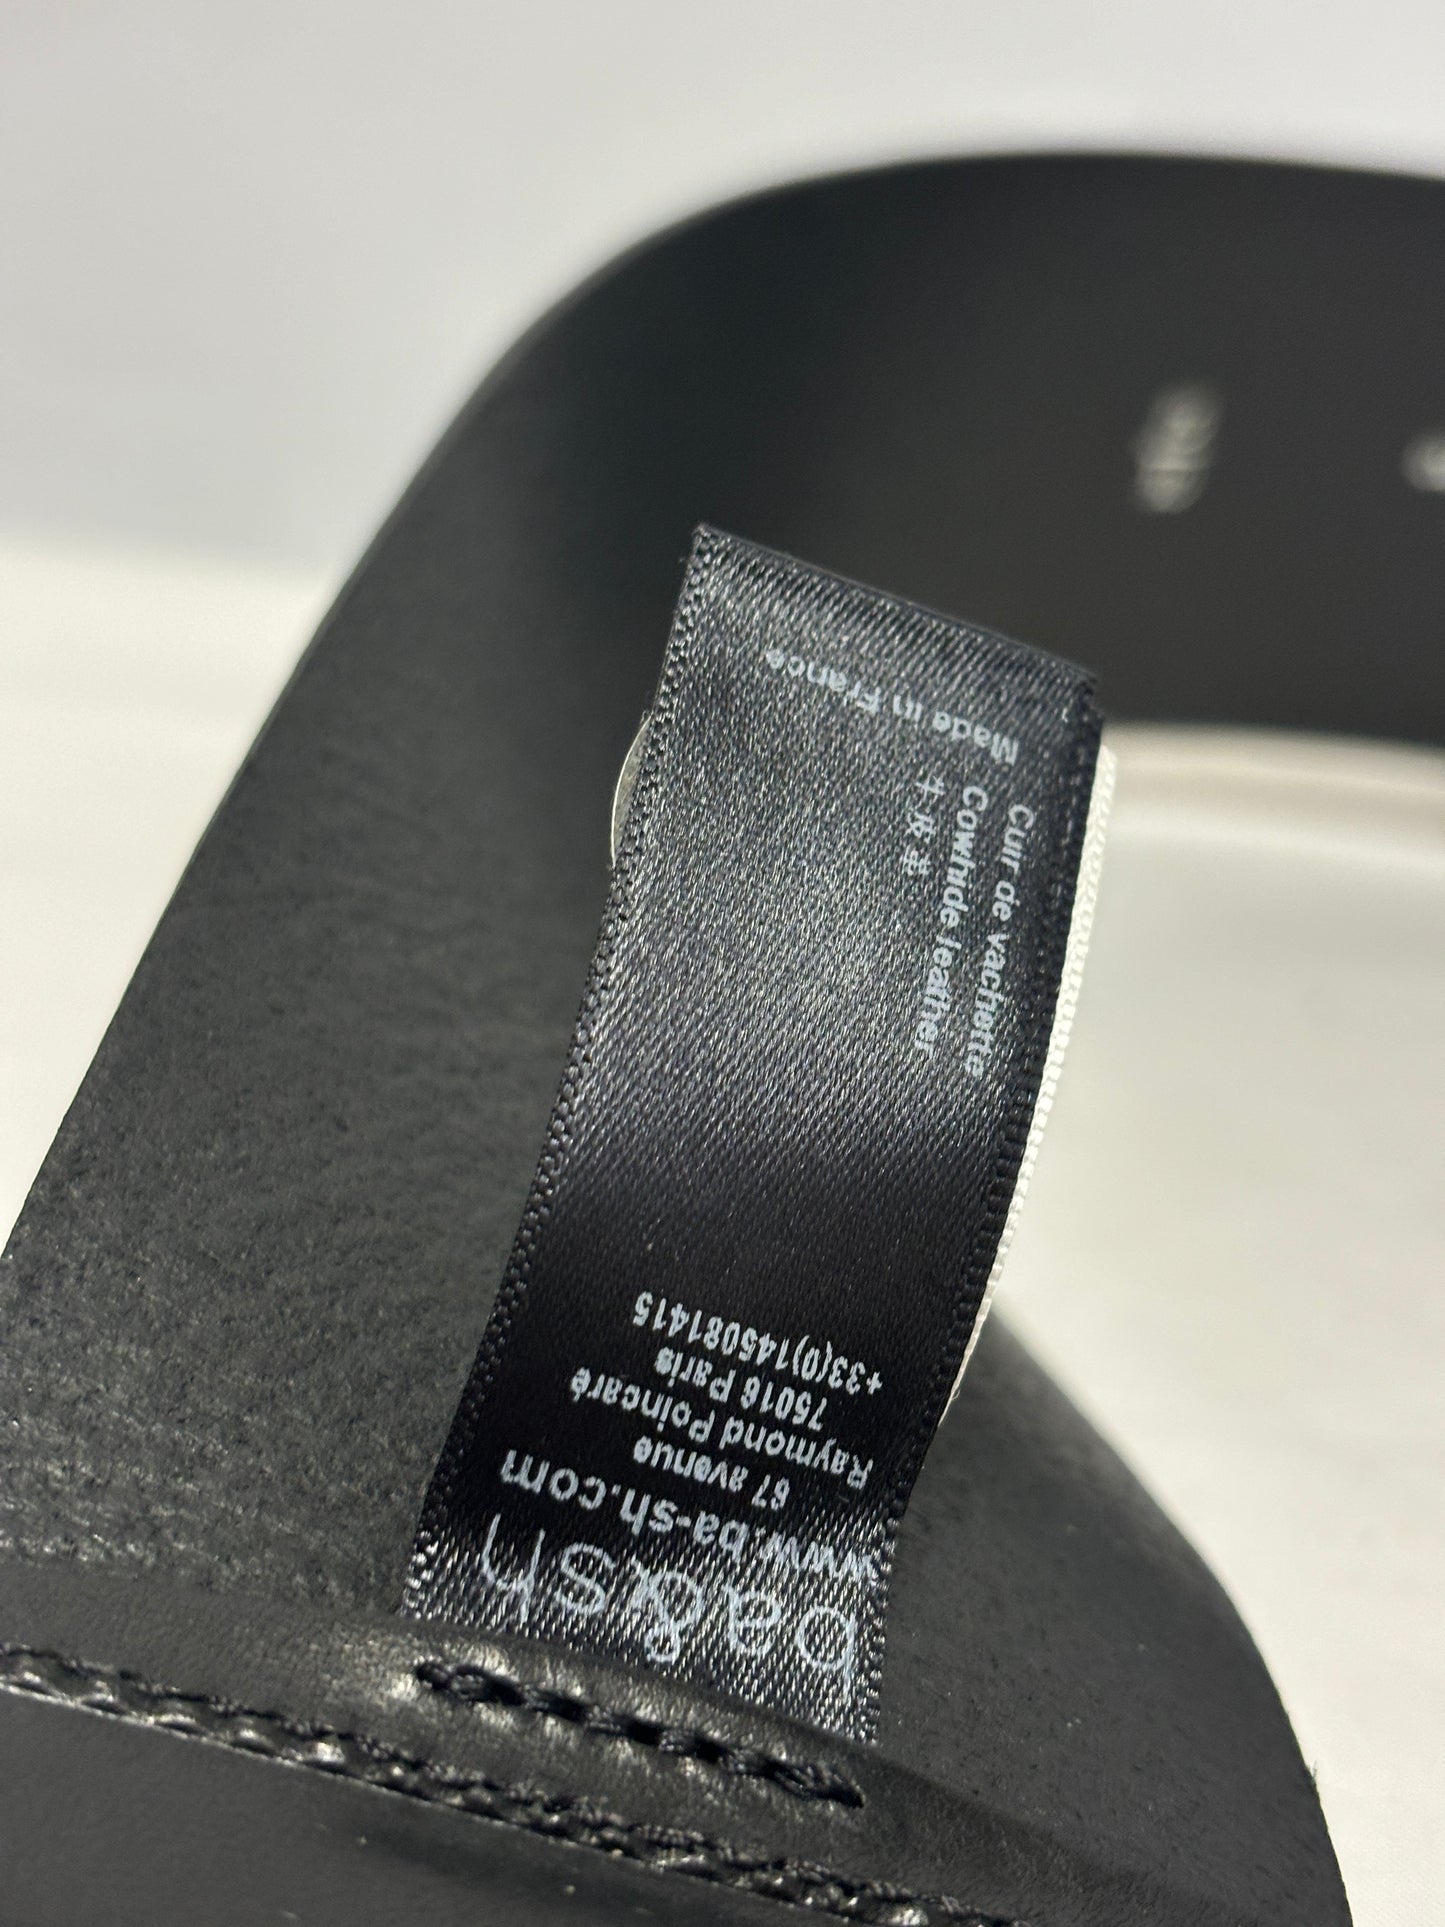 ba&sh
www.ba-sh.com
67 avenue
Raymond Poincaré
75016 Paris
+33(0)145081415
Cuir de vachette
Cowhide leather
牛皮革
Made in France